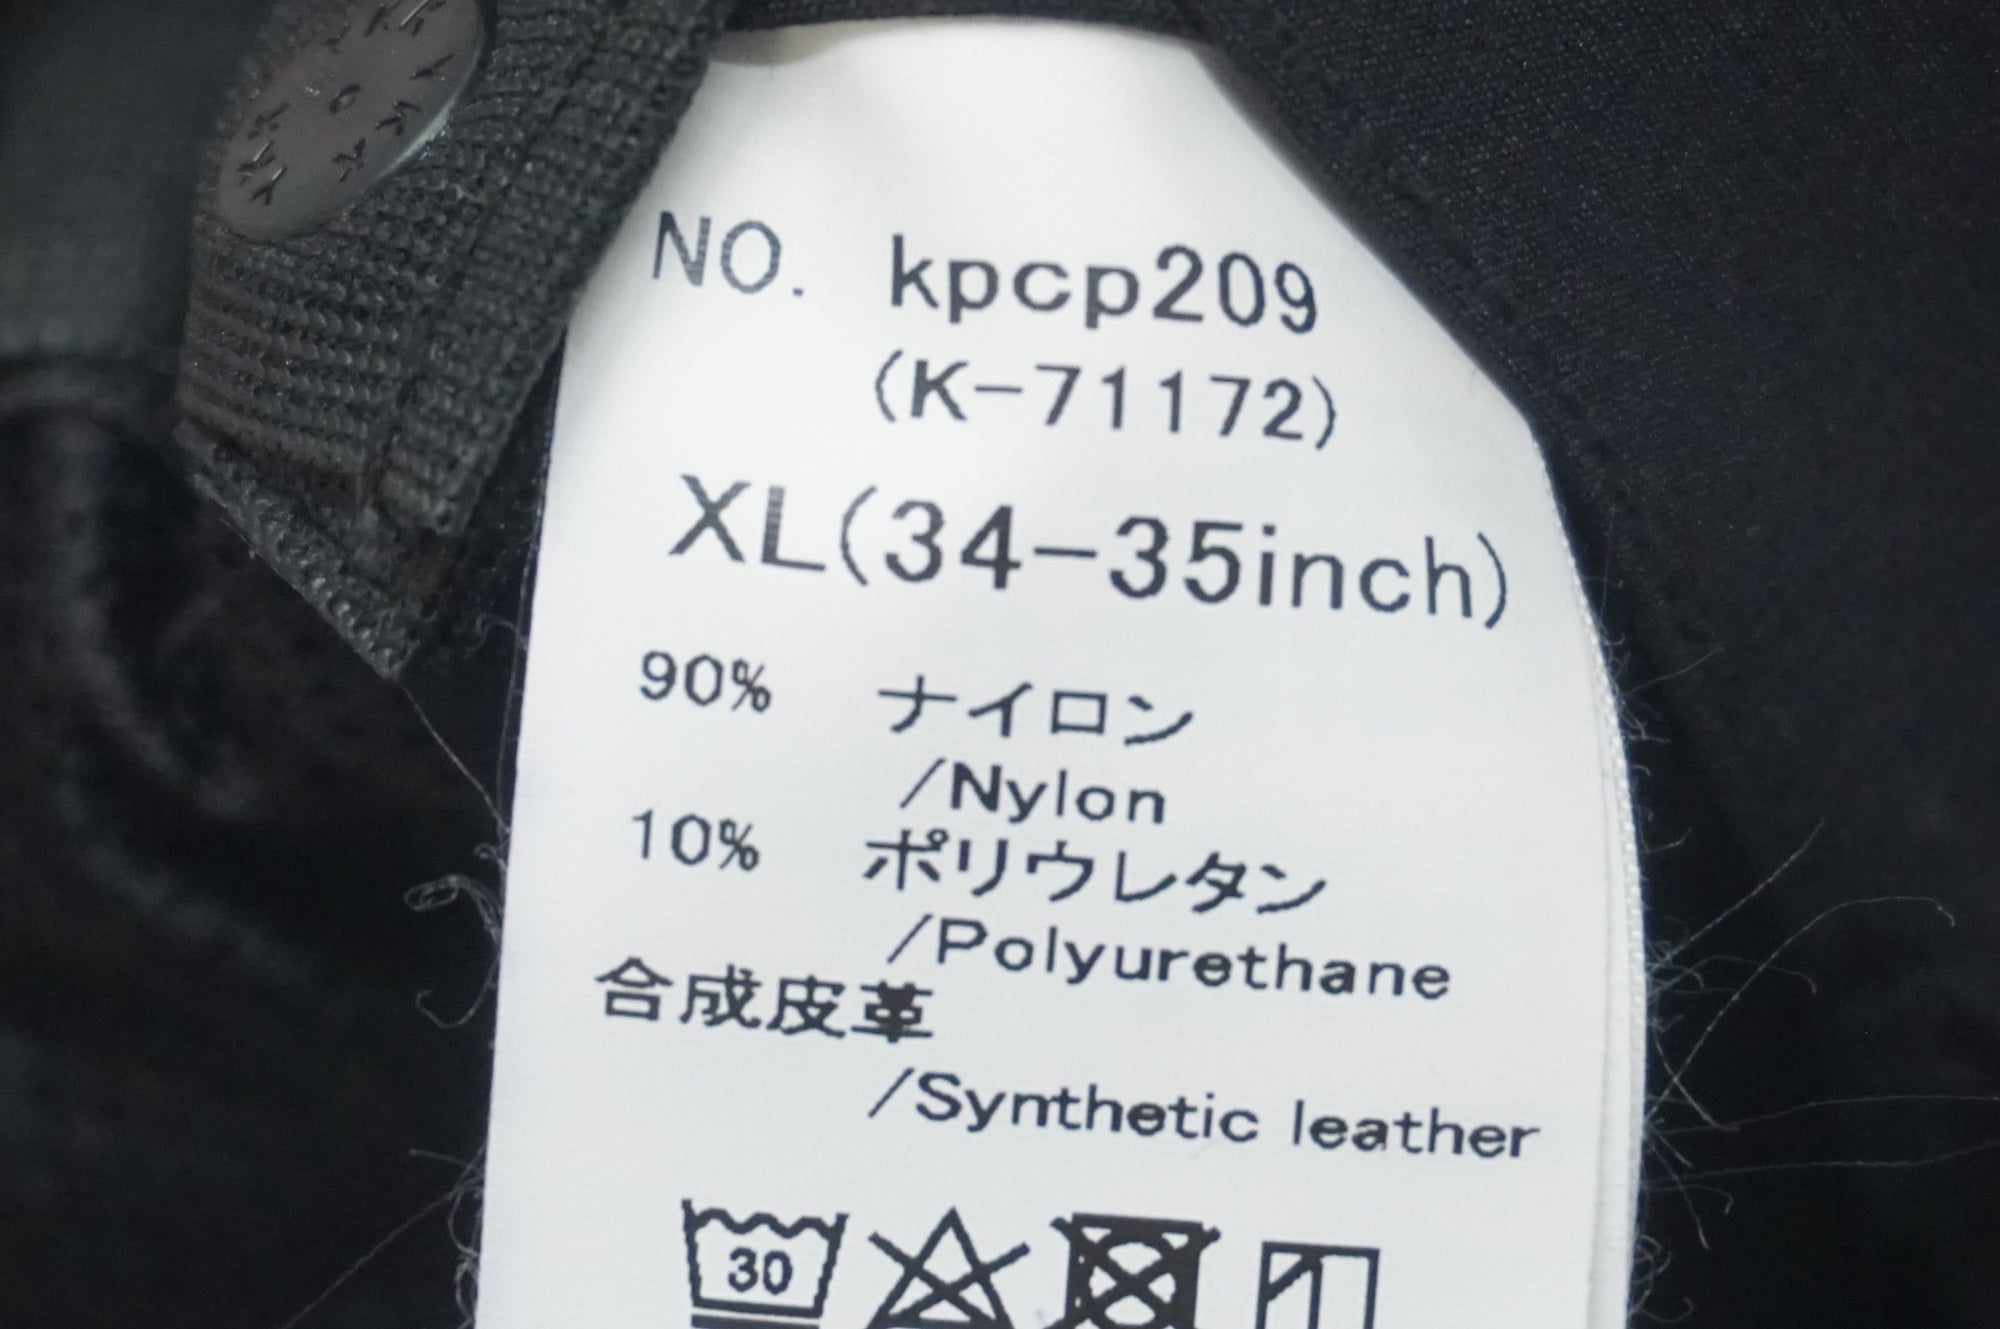 NO. kpcp209
(K-71172)
XL(34-35inch)
90% ナイロン
/Nylon
10% ポリウレタン
/Polyurethane
合成皮革
/Synthetic leather
30